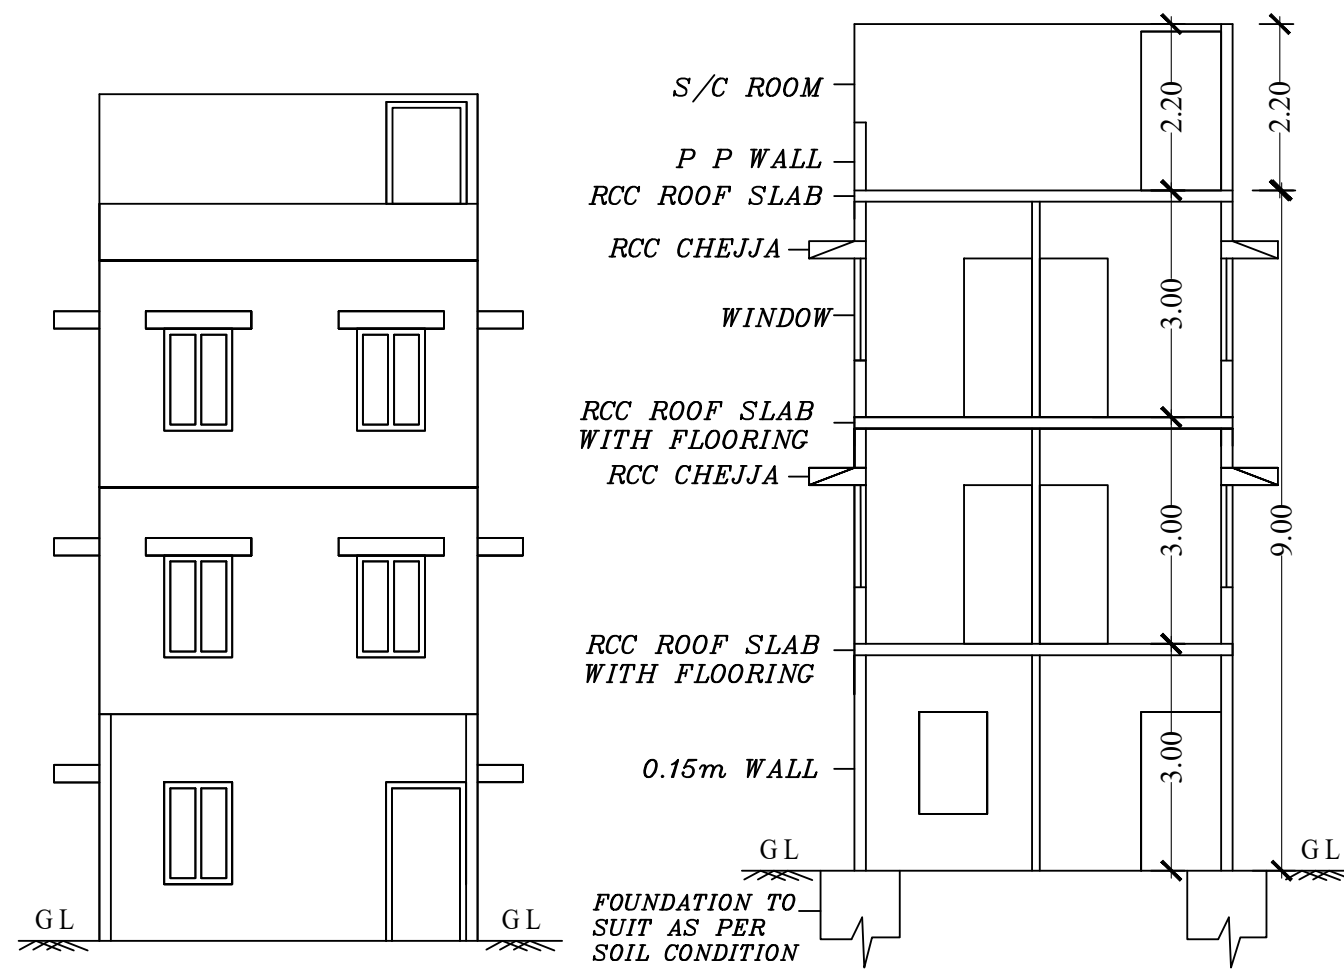 S/C ROOM
P P WALL
RCC ROOF SLAB
RCC CHEJJA
WINDOW
RCC ROOF SLAB
WITH FLOORING
RCC CHEJJA
RCC ROOF SLAB
WITH FLOORING
0.15m WALL
GL
FOUNDATION TO
SUIT AS PER
SOIL CONDITION
GL
GL
GL
2.20
3.00
3.00
3.00
2.20
9.00